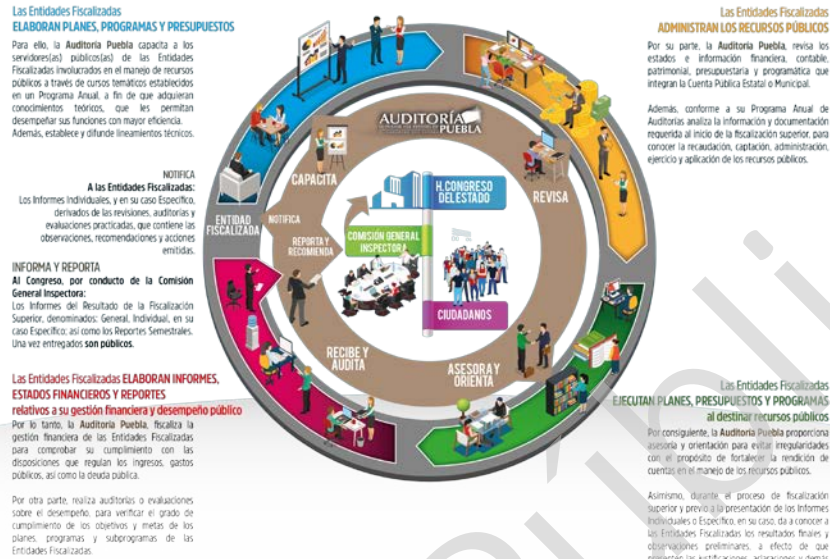 Las Entidades Fiscalizadas
ELABORAN PLANES, PROGRAMAS Y PRESUPUESTOS
Para ello, la Auditoría Puebla capacita a los
servidores(as) públicos(as) de las Entidades
Fiscalizadas involucrados en el manejo de recursos
públicos a través de cursos temáticos establecidos
en un Programa Anual, a fin de que adquieran
conocimientos teóricos, que les permitan
desempeñar sus funciones con mayor eficiencia.
Además, establece y difunde lineamientos técnicos.
NOTIFICA
A las Entidades Fiscalizadas:
Los Informes Individuales, y en su caso Específico,
derivados de las revisiones, auditorías y
evaluaciones practicadas, que contiene las
observaciones, recomendaciones y acciones
emitidas.
INFORMA Y REPORTA
Al Congreso, por conducto de la Comisión
General Inspectora:
Los Informes del Resultado de la Fiscalización
Superior, denominados: General, Individual, en su
caso Específico; así como los Reportes Semestrales.
Una vez entregados son públicos.
Las Entidades Fiscalizadas ELABORAN INFORMES,
ESTADOS FINANCIEROS Y REPORTES
relativos a su gestión financiera y desempeño público
Por lo tanto, la Auditoría Puebla, fiscaliza la
gestión financiera de las Entidades Fiscalizadas
para comprobar su cumplimiento con las
disposiciones que regulan los ingresos, gastos
públicos, así como la deuda pública.
Por otra parte, realiza auditorías o evaluaciones
sobre el desempeño, para verificar el grado de
cumplimiento de los objetivos y metas de los
planes, programas y subprogramas de las
Entidades Fiscalizadas.
AUDITORÍA
PUEBLA
CAPACITA
REVISA
H. CONGRESO
DEL ESTADO
ENTIDAD
FISCALIZADA
NOTIFICA
REPORTA Y
RECOMIENDA
COMISIÓN GENERAL
INSPECTORA
CIUDADANOS
RECIBE Y
AUDITA
ASESORA Y
ORIENTA
Las Entidades Fiscalizadas
ADMINISTRAN LOS RECURSOS PÚBLICOS
Por su parte, la Auditoría Puebla, revisa los
estados e información financiera, contable,
patrimonial, presupuestaria y programática que
integran la Cuenta Pública Estatal o Municipal.
Además, conforme a su Programa Anual de
Auditorías analiza la información y documentación
requerida al inicio de la fiscalización superior, para
conocer la recaudación, captación, administración,
ejercicio y aplicación de los recursos públicos.
Las Entidades Fiscalizadas
EJECUTAN PLANES, PRESUPUESTOS Y PROGRAMAS
al destinar recursos públicos
Por consiguiente, la Auditoría Puebla proporciona
asesoría y orientación para evitar irregularidades
con el propósito de fortalecer la rendición de
cuentas en el manejo de los recursos públicos.
Asimismo, durante el proceso de fiscalización
superior y previo a la presentación de los Informes
Individuales o Específico, en su caso, da a conocer a
las Entidades Fiscalizadas los resultados finales y
observaciones preliminares, a efecto de que
presenten las justificaciones, aclaraciones y demás